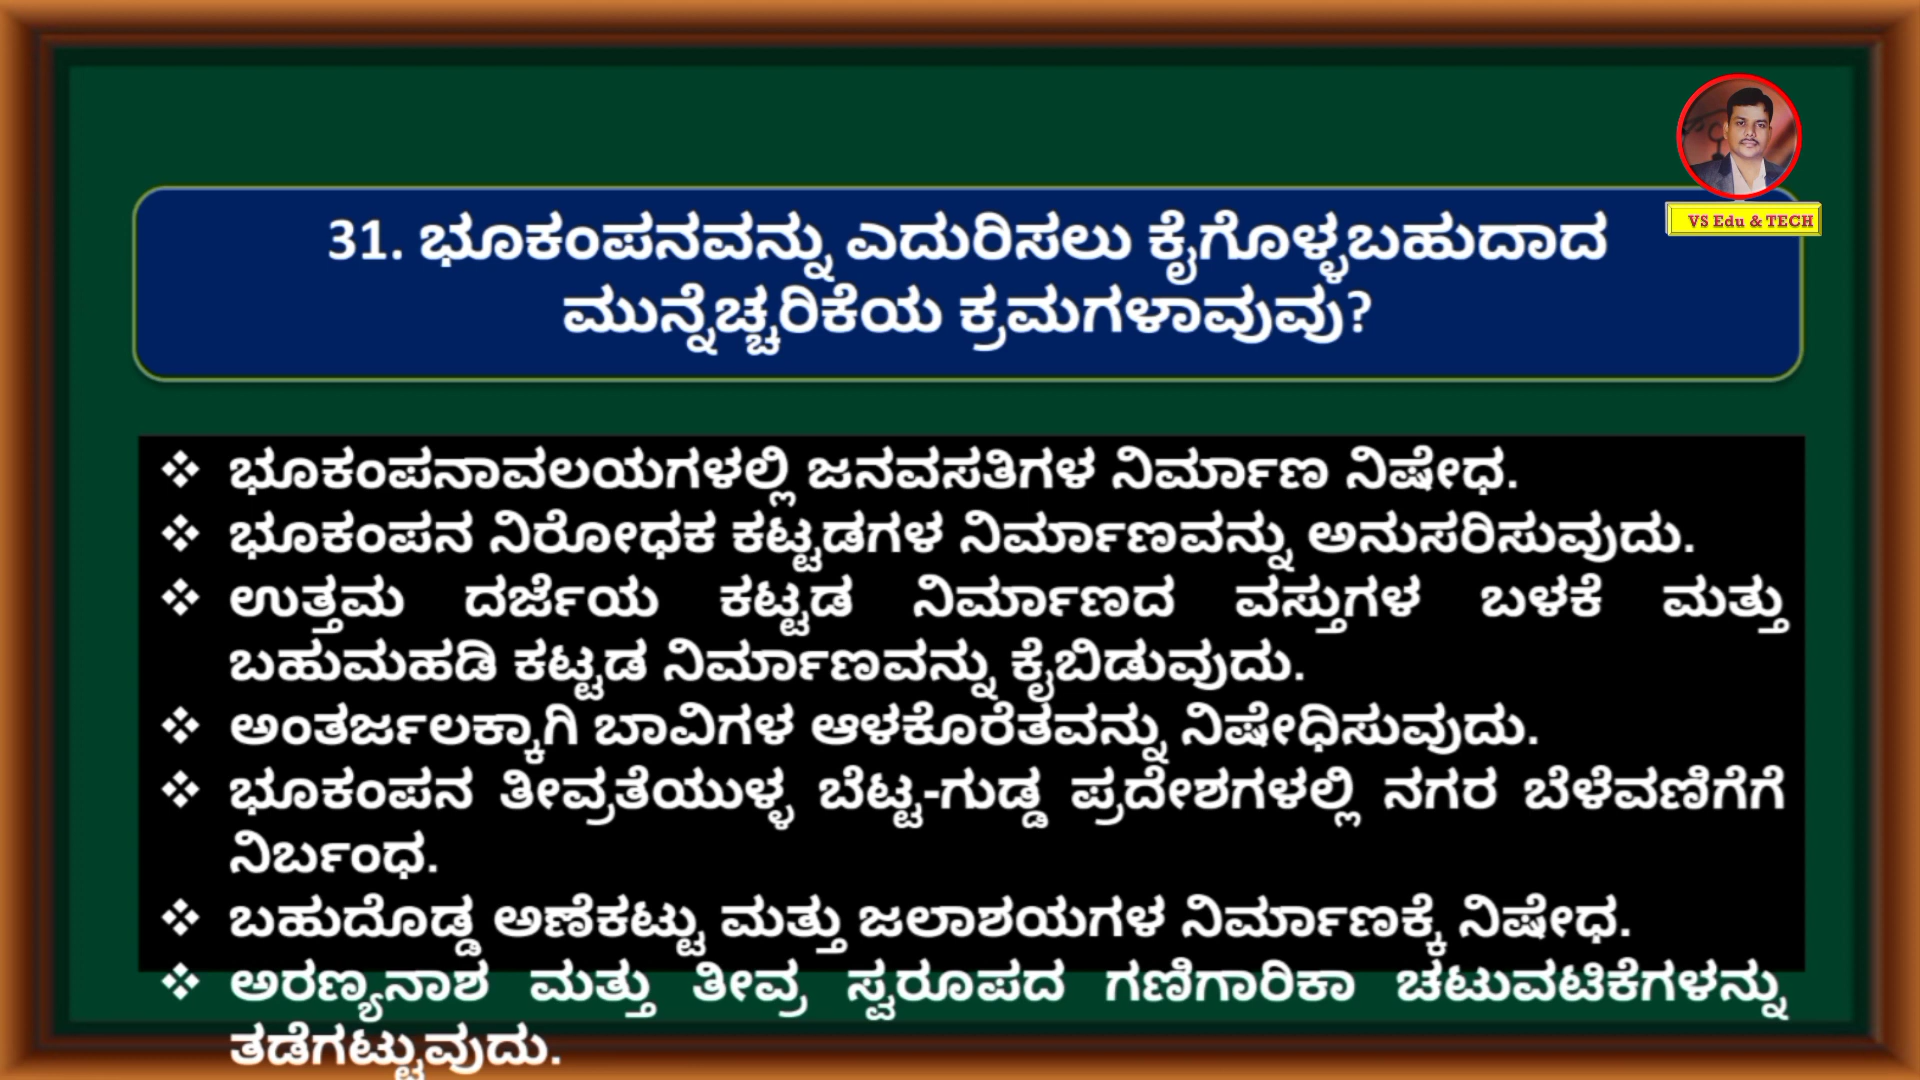 VS Edu & TECH
31. ಭೂಕಂಪನವನ್ನು ಎದುರಿಸಲು ಕೈಗೊಳ್ಳಬಹುದಾದ
ಮುನ್ನೆಚ್ಚರಿಕೆಯ ಕ್ರಮಗಳಾವುವು?
❖ ಭೂಕಂಪನಾವಲಯಗಳಲ್ಲಿ ಜನವಸತಿಗಳ ನಿರ್ಮಾಣ ನಿಷೇಧ.
❖ ಭೂಕಂಪನ ನಿರೋಧಕ ಕಟ್ಟಡಗಳ ನಿರ್ಮಾಣವನ್ನು ಅನುಸರಿಸುವುದು.
❖ ಉತ್ತಮ ದರ್ಜೆಯ ಕಟ್ಟಡ ನಿರ್ಮಾಣದ ವಸ್ತುಗಳ ಬಳಕೆ ಮತ್ತು
ಬಹುಮಹಡಿ ಕಟ್ಟಡ ನಿರ್ಮಾಣವನ್ನು ಕೈಬಿಡುವುದು.
❖ ಅಂತರ್ಜಲಕ್ಕಾಗಿ ಬಾವಿಗಳ ಆಳಕೊರೆತವನ್ನು ನಿಷೇಧಿಸುವುದು.
❖ ಭೂಕಂಪನ ತೀವ್ರತೆಯುಳ್ಳ ಬೆಟ್ಟ-ಗುಡ್ಡ ಪ್ರದೇಶಗಳಲ್ಲಿ ನಗರ ಬೆಳೆವಣಿಗೆಗೆ
ನಿರ್ಬಂಧ.
❖ ಬಹುದೊಡ್ಡ ಅಣೆಕಟ್ಟು ಮತ್ತು ಜಲಾಶಯಗಳ ನಿರ್ಮಾಣಕ್ಕೆ ನಿಷೇಧ.
❖ ಅರಣ್ಯನಾಶ ಮತ್ತು ತೀವ್ರ ಸ್ವರೂಪದ ಗಣಿಗಾರಿಕಾ ಚಟುವಟಿಕೆಗಳನ್ನು
ತಡೆಗಟ್ಟುವುದು.